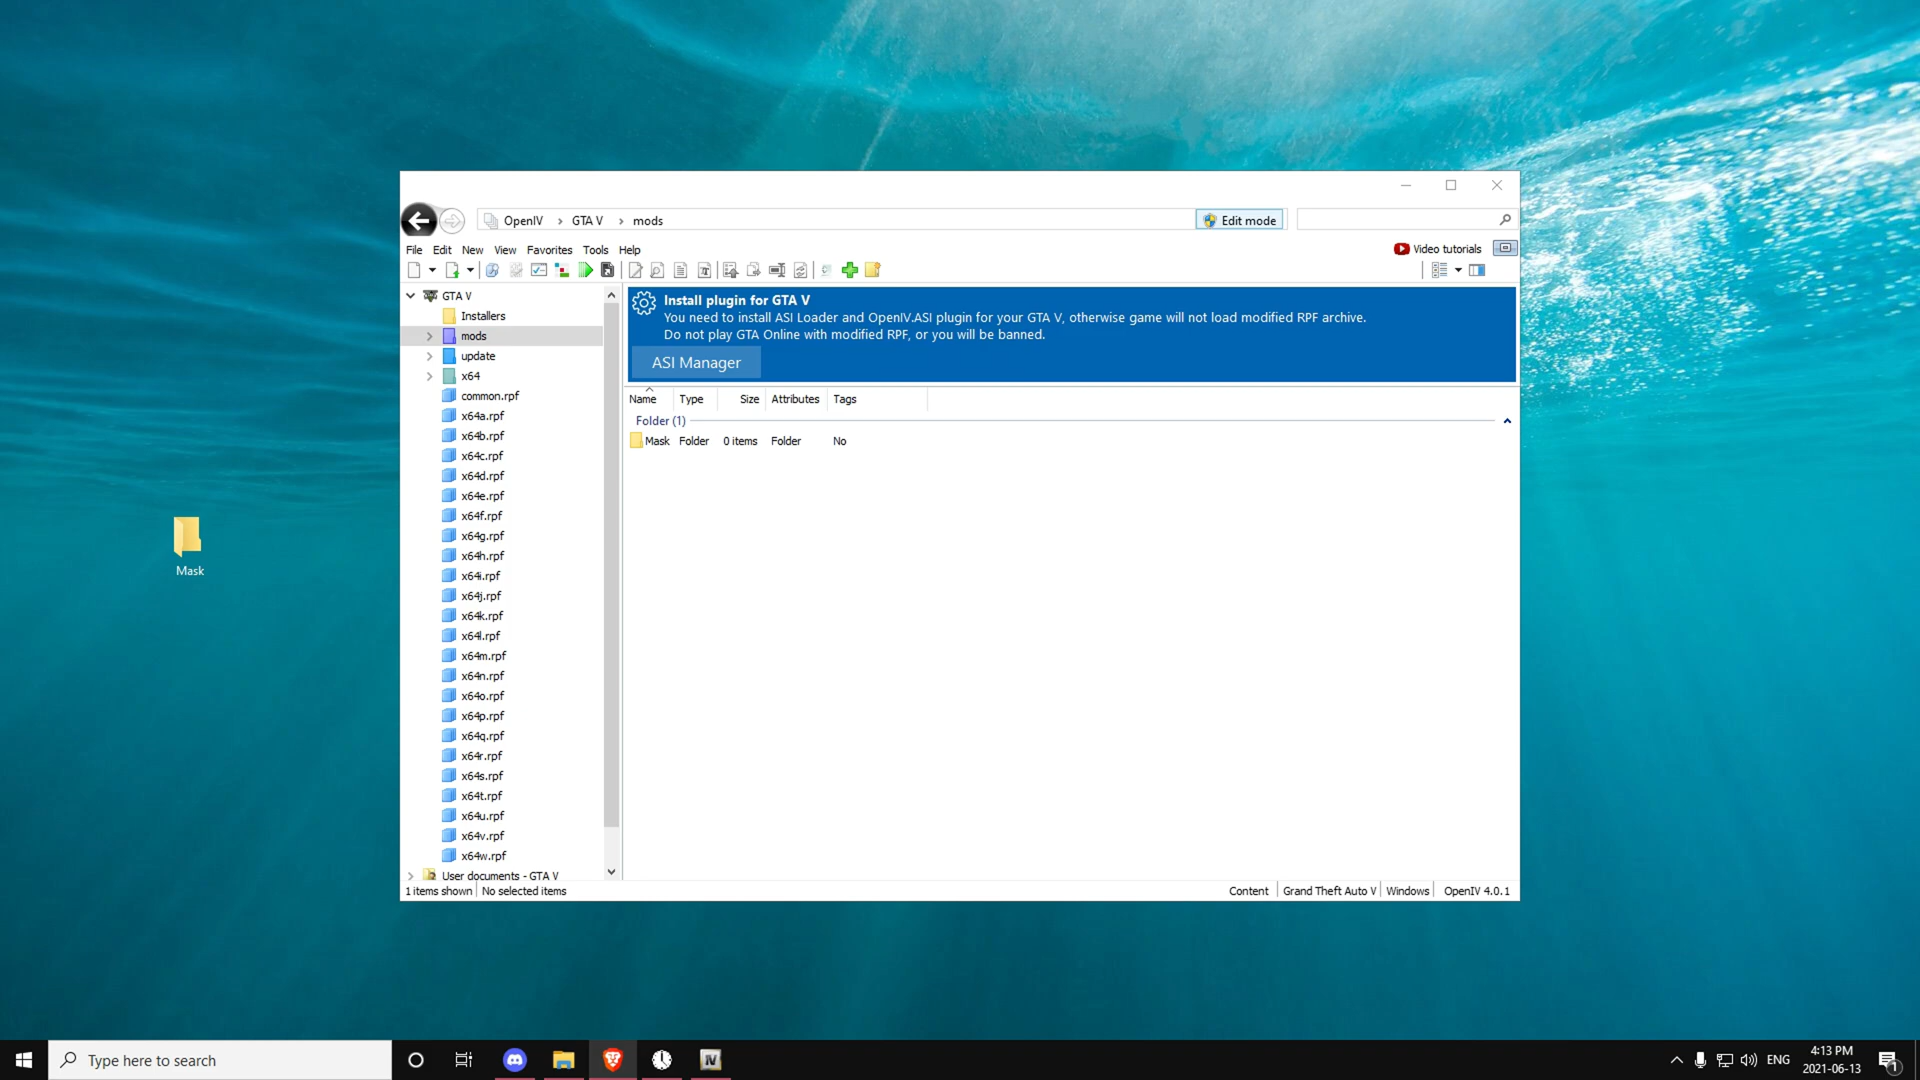 OpenIV > GTA V > mods
Edit mode
File Edit New View Favorites Tools Help
Video tutorials
GTA V
Installers
mods
update
x64
common.rpf
x64a.rpf
x64b.rpf
x64c.rpf
x64d.rpf
x64e.rpf
x64f.rpf
x64g.rpf
x64h.rpf
x64i.rpf
x64j.rpf
x64k.rpf
x64l.rpf
x64m.rpf
x64n.rpf
x64o.rpf
x64p.rpf
x64q.rpf
x64r.rpf
x64s.rpf
x64t.rpf
x64u.rpf
x64v.rpf
x64w.rpf
User documents - GTA V
Install plugin for GTA V
You need to install ASI Loader and OpenIV.ASI plugin for your GTA V, otherwise game will not load modified RPF archive.
Do not play GTA Online with modified RPF, or you will be banned.
ASI Manager
Name Type Size Attributes Tags
Folder (1)
Mask Folder 0 items Folder No
1 items shown No selected items
Content Grand Theft Auto V Windows OpenIV 4.0.1
Mask
Type here to search
IV
ENG
4:13 PM
2021-06-13
1